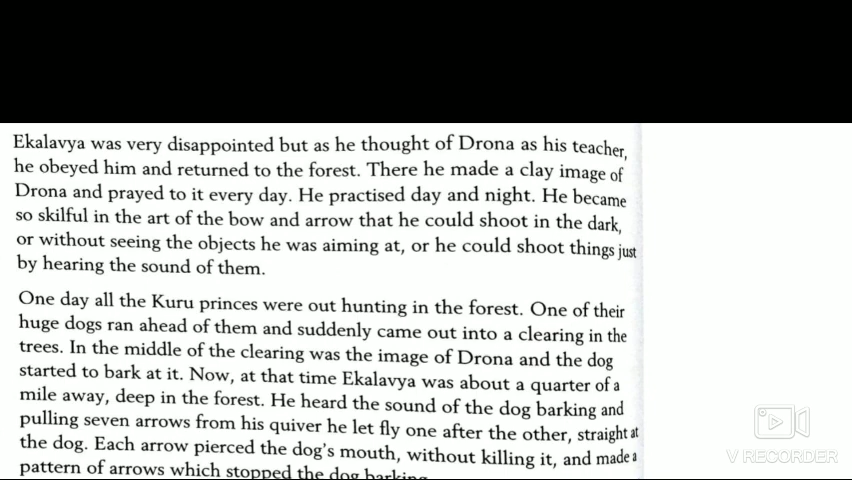 Ekalavya was very disappointed but as he thought of Drona as his teacher,
he obeyed him and returned to the forest. There he made a clay image of
Drona and prayed to it every day. He practised day and night. He became
so skilful in the art of the bow and arrow that he could shoot in the dark,
or without seeing the objects he was aiming at, or he could shoot things just
by hearing the sound of them.
One day all the Kuru princes were out hunting in the forest. One of their
huge dogs ran ahead of them and suddenly came out into a clearing in the
trees. In the middle of the clearing was the image of Drona and the dog
started to bark at it. Now, at that time Ekalavya was about a quarter of a
mile away, deep in the forest. He heard the sound of the dog barking and
pulling seven arrows from his quiver he let fly one after the other, straight at
the dog. Each arrow pierced the dog's mouth, without killing it, and made a
pattern of arrows which stopped the dog barking.
V RECORDER